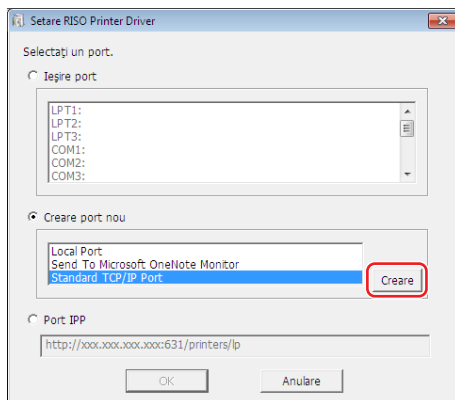 Setare RISO Printer Driver
Selectați un port.
Ieșire port
LPT1:
LPT2:
LPT3:
COM1:
COM2:
COM3:
Creare port nou
Local Port
Send To Microsoft OneNote Monitor
Standard TCP/IP Port
Creare
Port IPP
http://xxx.xxx.xxx.xxx:631/printers/lp
OK
Anulare